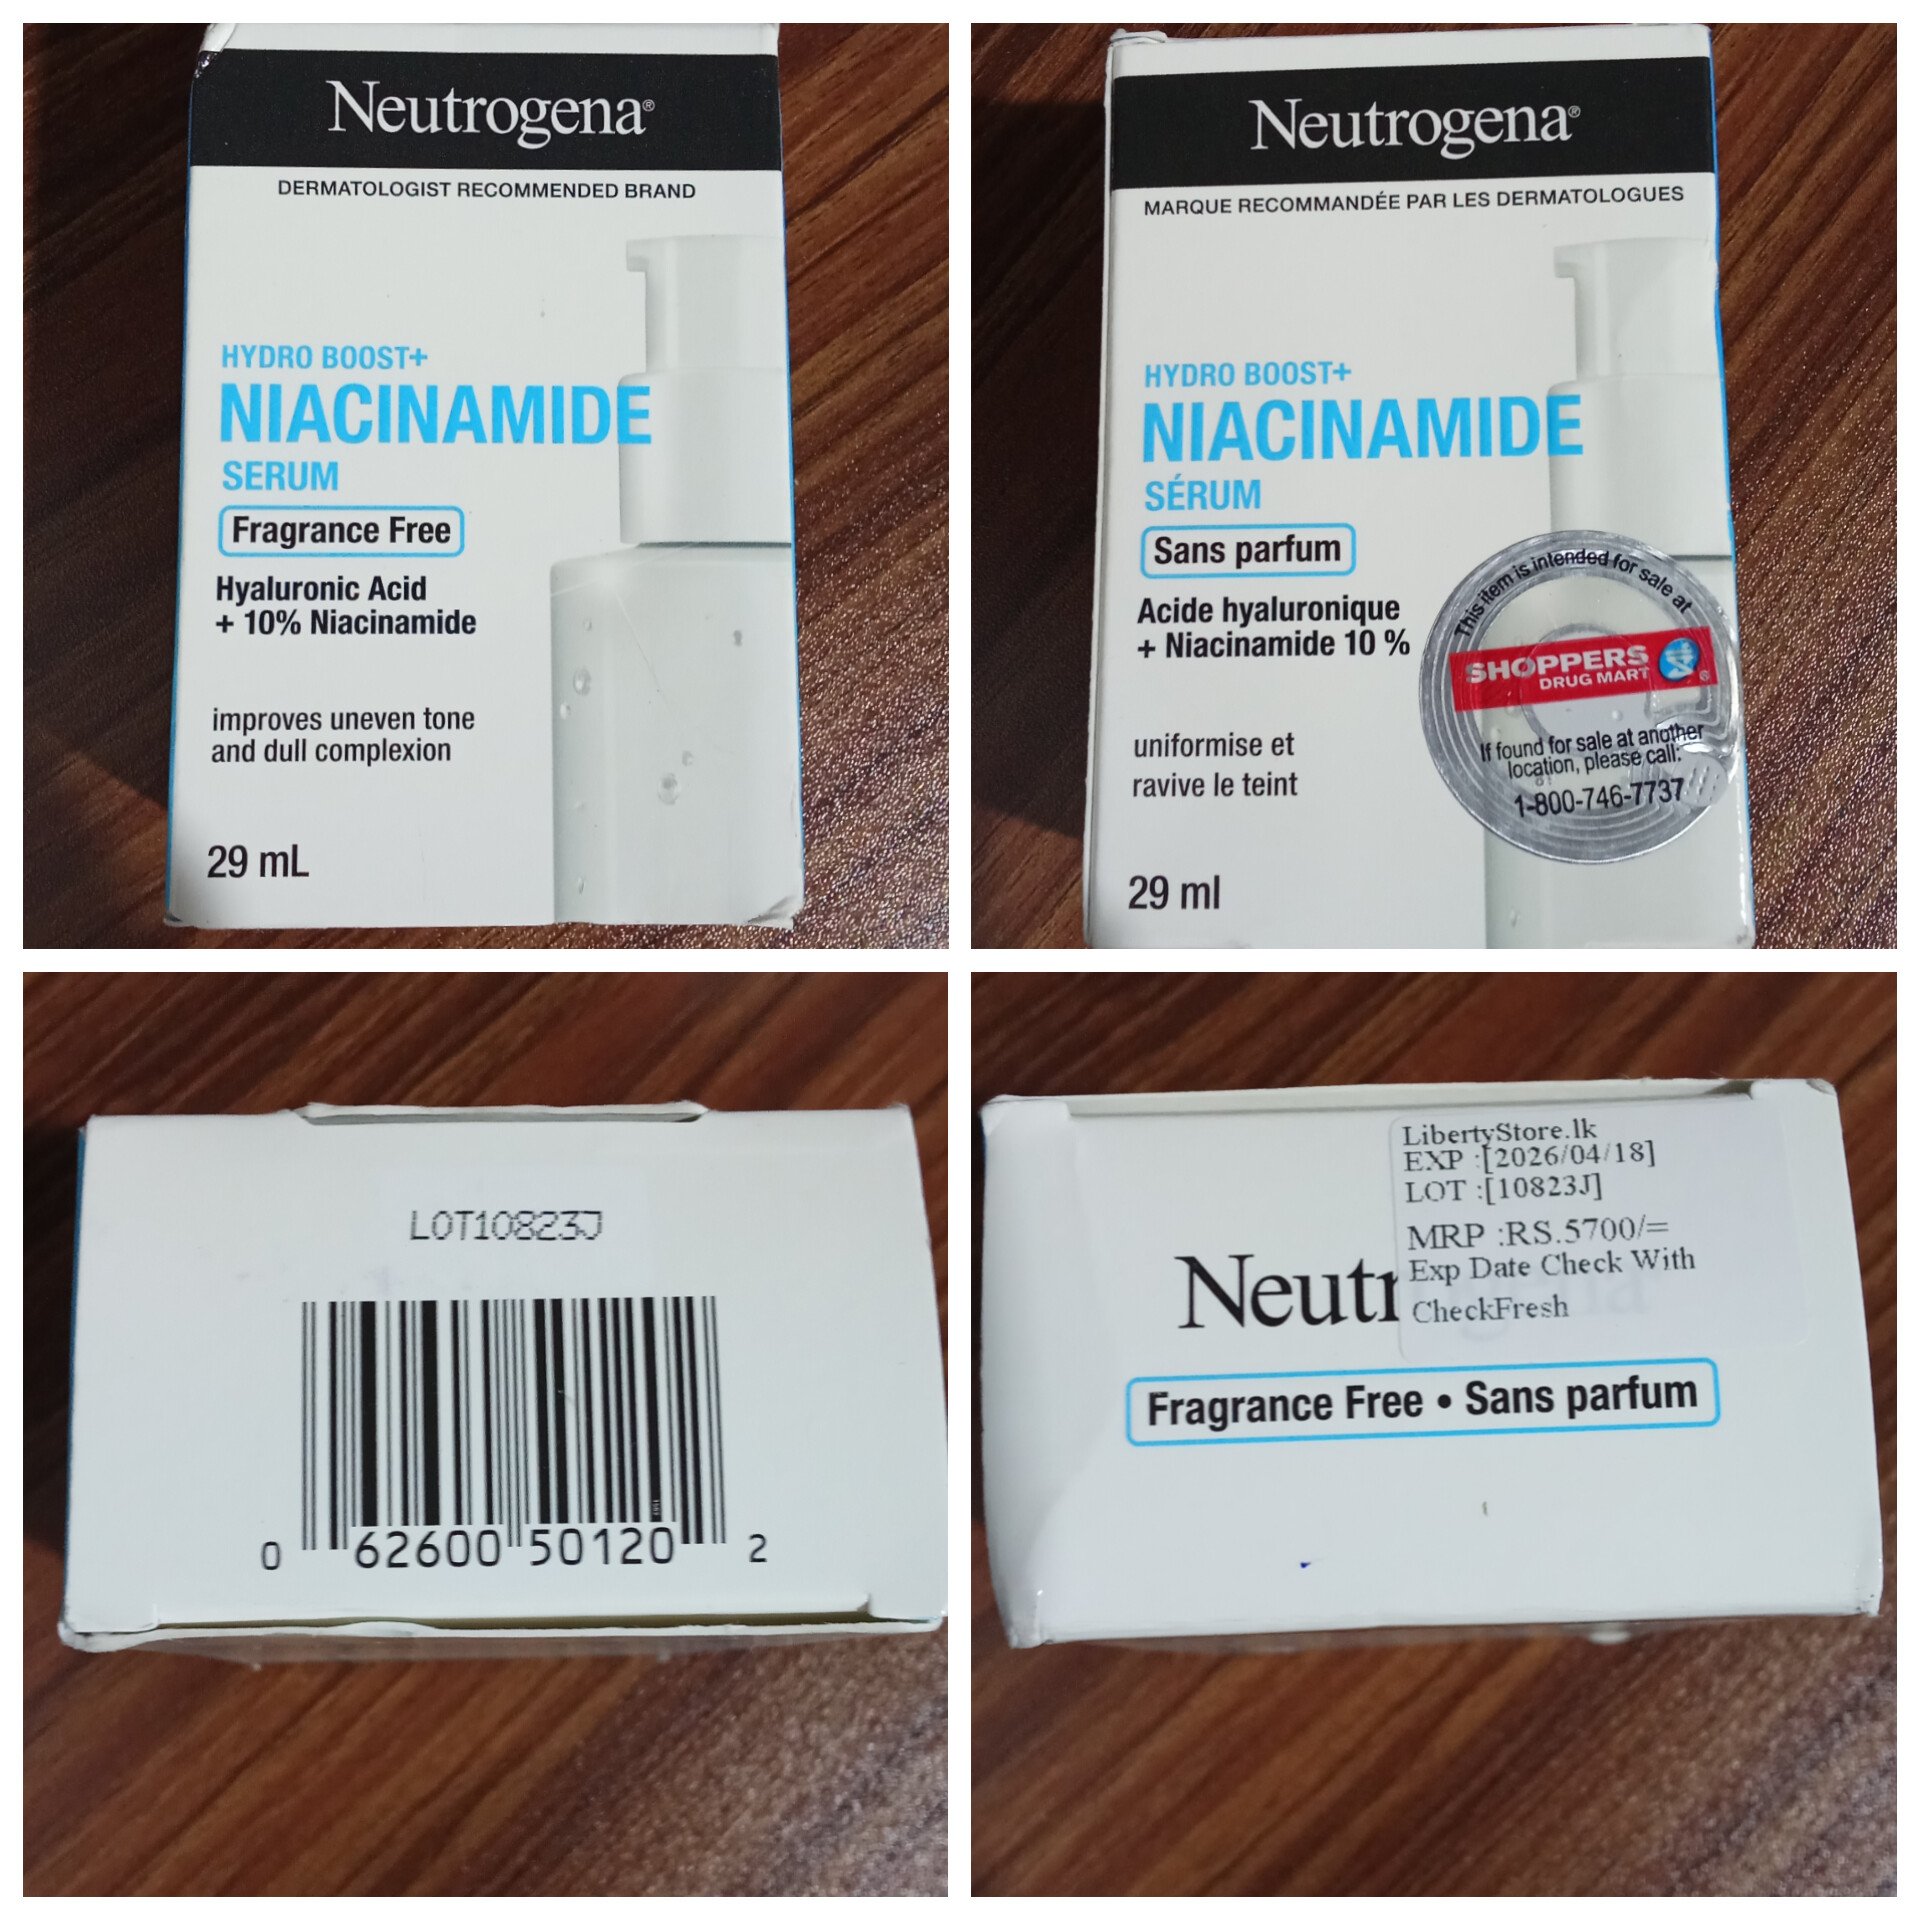 Neutrogena®
DERMATOLOGIST RECOMMENDED BRAND
HYDRO BOOST+
NIACINAMIDE
SERUM
Fragrance Free
Hyaluronic Acid
+ 10% Niacinamide
improves uneven tone
and dull complexion
29 mL
Neutrogena®
MARQUE RECOMMANDÉE PAR LES DERMATOLOGUES
HYDRO BOOST+
NIACINAMIDE
SÉRUM
Sans parfum
Acide hyaluronique
+ Niacinamide 10 %
uniformise et
ravive le teint
29 ml
This item is intended for sale at
SHOPPERS
DRUG MART®
If found for sale at another
location, please call:
1-800-746-7737
LOT10823J
0 62600 50120 2
LibertyStore.lk
EXP :[2026/04/18]
LOT :[10823J]
MRP :RS.5700/=
Exp Date Check With
CheckFresh
Neutrogena
Fragrance Free • Sans parfum